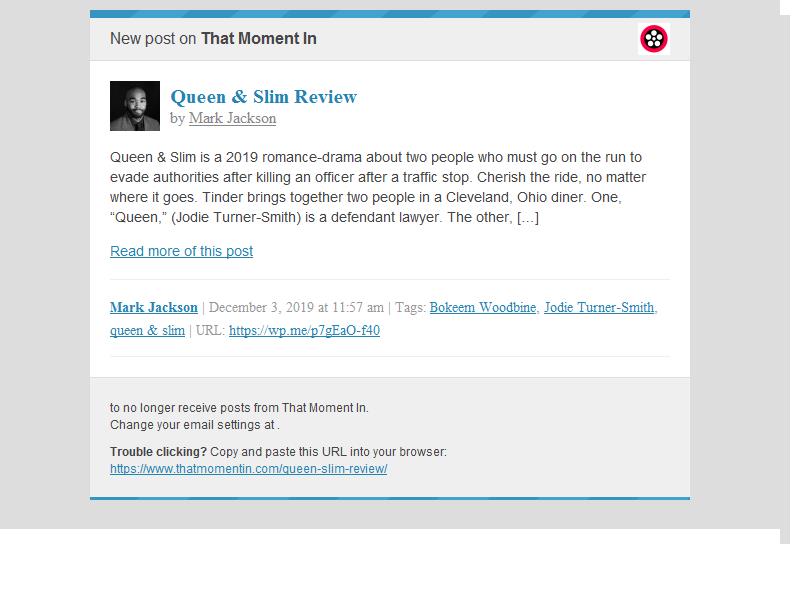 New post on That Moment In
Queen & Slim Review
by Mark Jackson
Queen & Slim is a 2019 romance-drama about two people who must go on the run to
evade authorities after killing an officer after a traffic stop. Cherish the ride, no matter
where it goes. Tinder brings together two people in a Cleveland, Ohio diner. One,
“Queen,” (Jodie Turner-Smith) is a defendant lawyer. The other, […]
Read more of this post
Mark Jackson | December 3, 2019 at 11:57 am | Tags: Bokeem Woodbine, Jodie Turner-Smith,
queen & slim | URL: https://wp.me/p7gEaO-f40
to no longer receive posts from That Moment In.
Change your email settings at .
Trouble clicking? Copy and paste this URL into your browser:
https://www.thatmomentin.com/queen-slim-review/